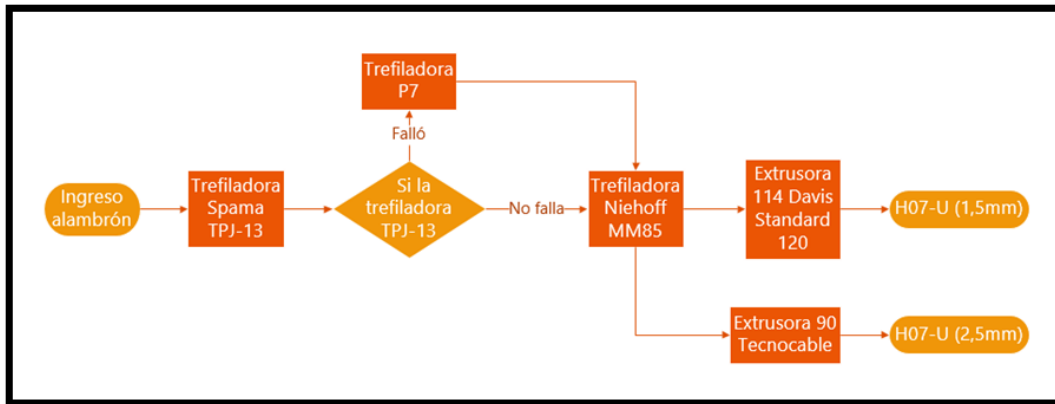 Trefiladora
P7
Falló
Ingreso
alambrón
Trefiladora
Spama
TPJ-13
Si la
trefiladora
TPJ-13
No falla
Trefiladora
Niehoff
MM85
Extrusora
114 Davis
Standard
120
H07-U (1,5mm)
Extrusora 90
Tecnocable
H07-U (2,5mm)